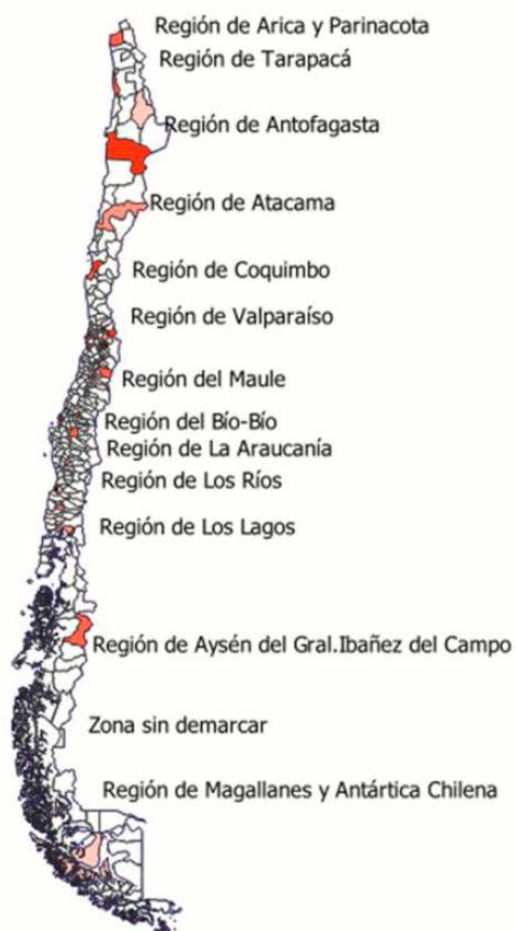 Región de Arica y Parinacota
Región de Tarapacá
Región de Antofagasta
Región de Atacama
Región de Coquimbo
Región de Valparaíso
Región del Maule
Región del Bío-Bío
Región de La Araucanía
Región de Los Ríos
Región de Los Lagos
Región de Aysén del Gral.Ibañez del Campo
Zona sin demarcar
Región de Magallanes y Antártica Chilena